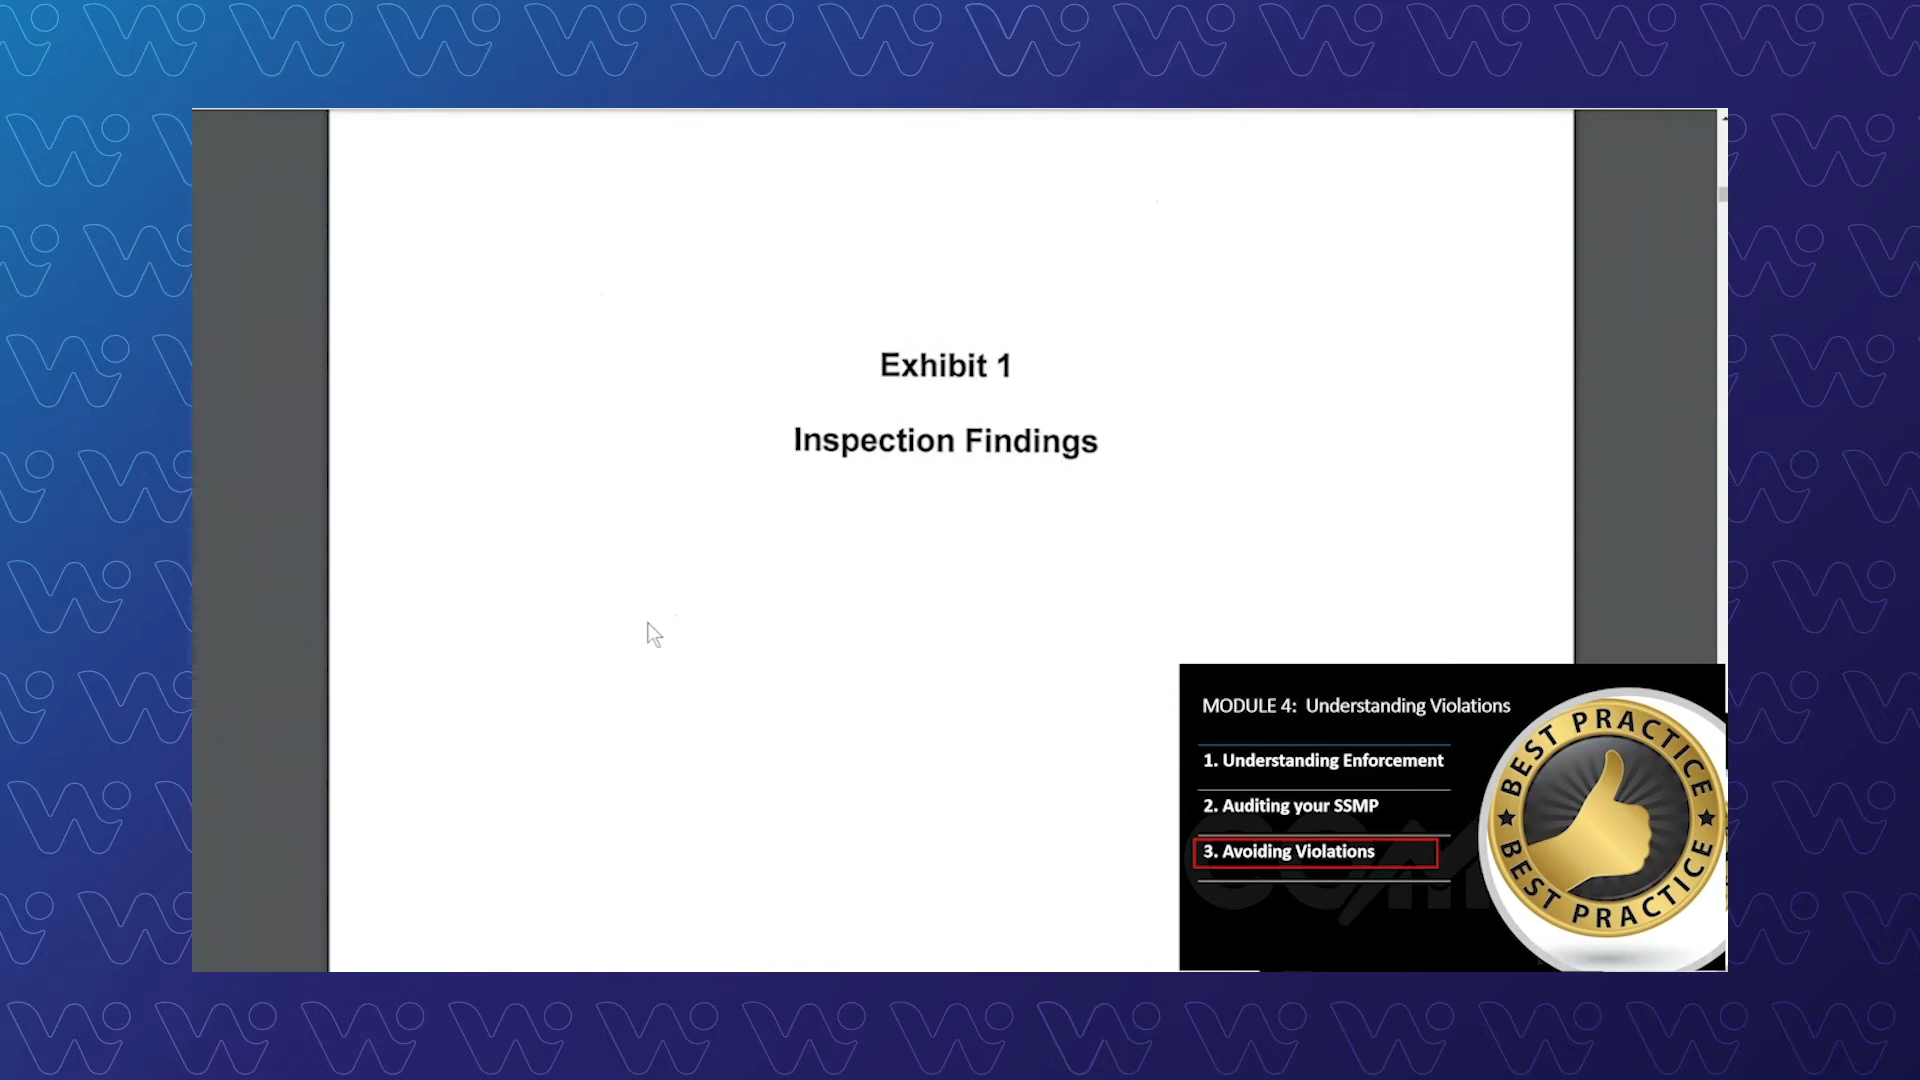 Exhibit 1
Inspection Findings
MODULE 4: Understanding Violations
1. Understanding Enforcement
2. Auditing your SSMP
3. Avoiding Violations
BEST PRACTICE
BEST PRACTICE